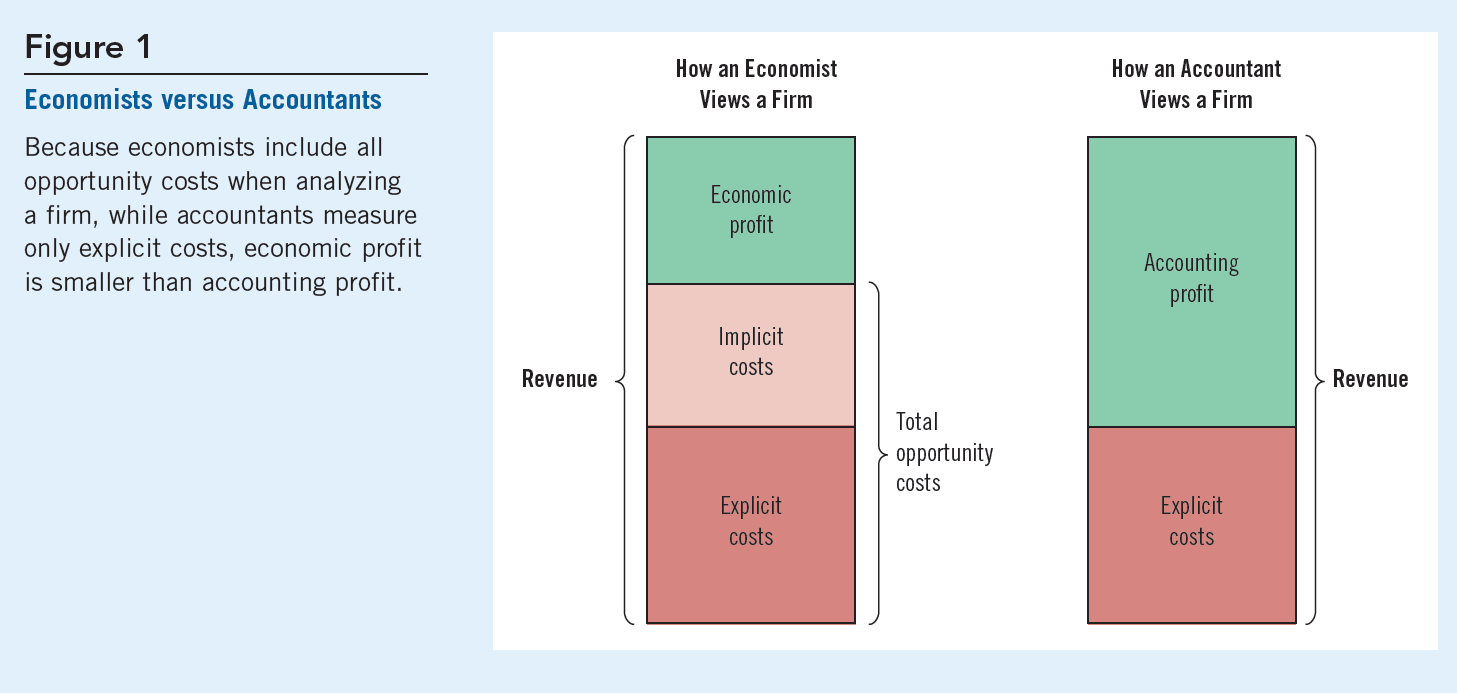 Figure 1
Economists versus Accountants
Because economists include all
opportunity costs when analyzing
a firm, while accountants measure
only explicit costs, economic profit
is smaller than accounting profit.
How an Economist
Views a Firm
Revenue
Economic
profit
Implicit
costs
Explicit
costs
Total
opportunity
costs
How an Accountant
Views a Firm
Accounting
profit
Explicit
costs
Revenue